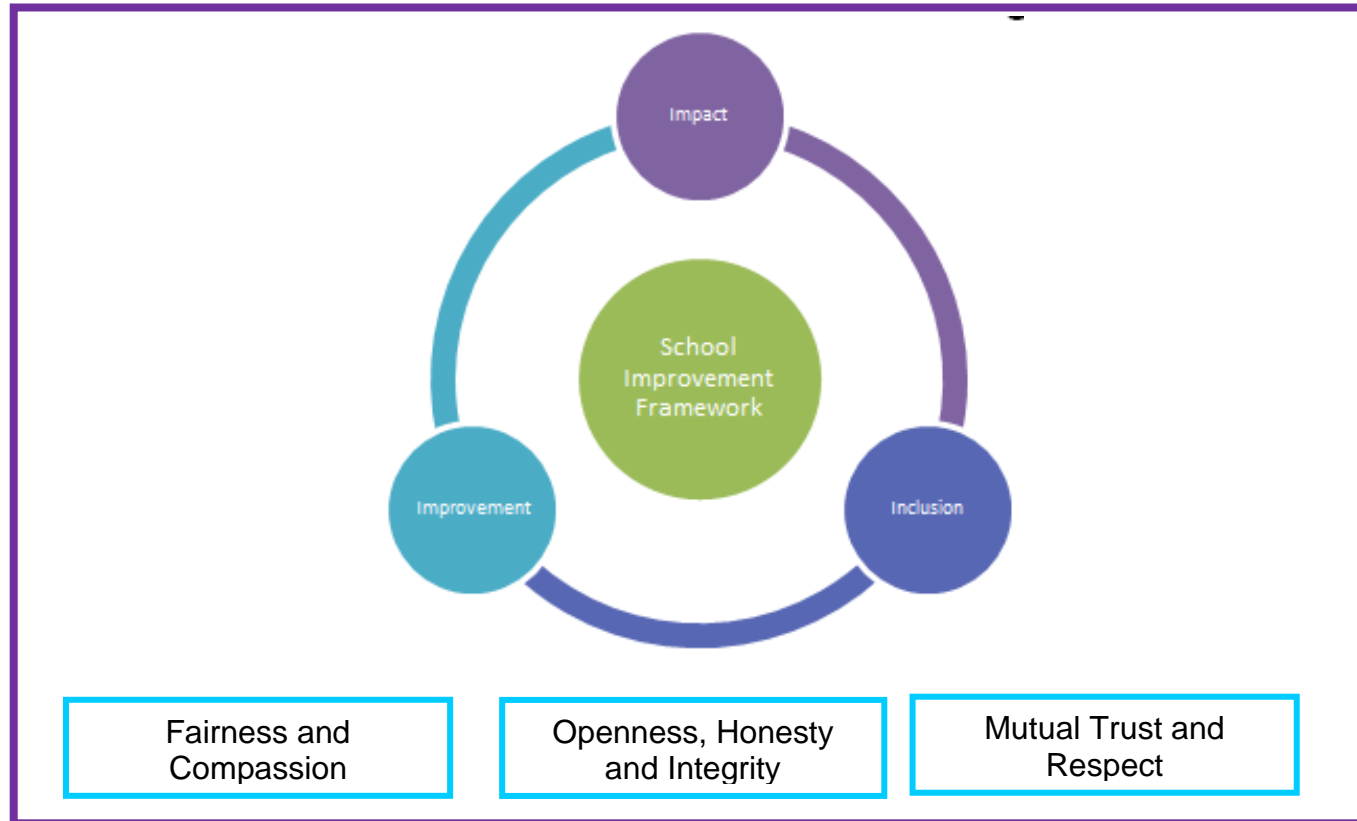 Impact
School
Improvement
Framework
Improvement
Inclusion
Fairness and
Compassion
Openness, Honesty
and Integrity
Mutual Trust and
Respect